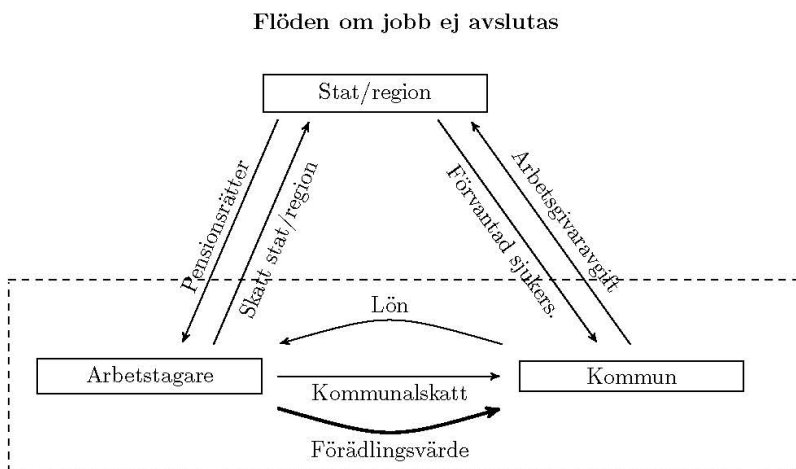 Flöden om jobb ej avslutas
Stat/region
Pensionsrätter
Skatt stat/region
Förvantad sjukers.
Arbetsgivaravgift
Lön
Arbetstagare
Kommun
Kommunalskatt
Förädlingsvärde